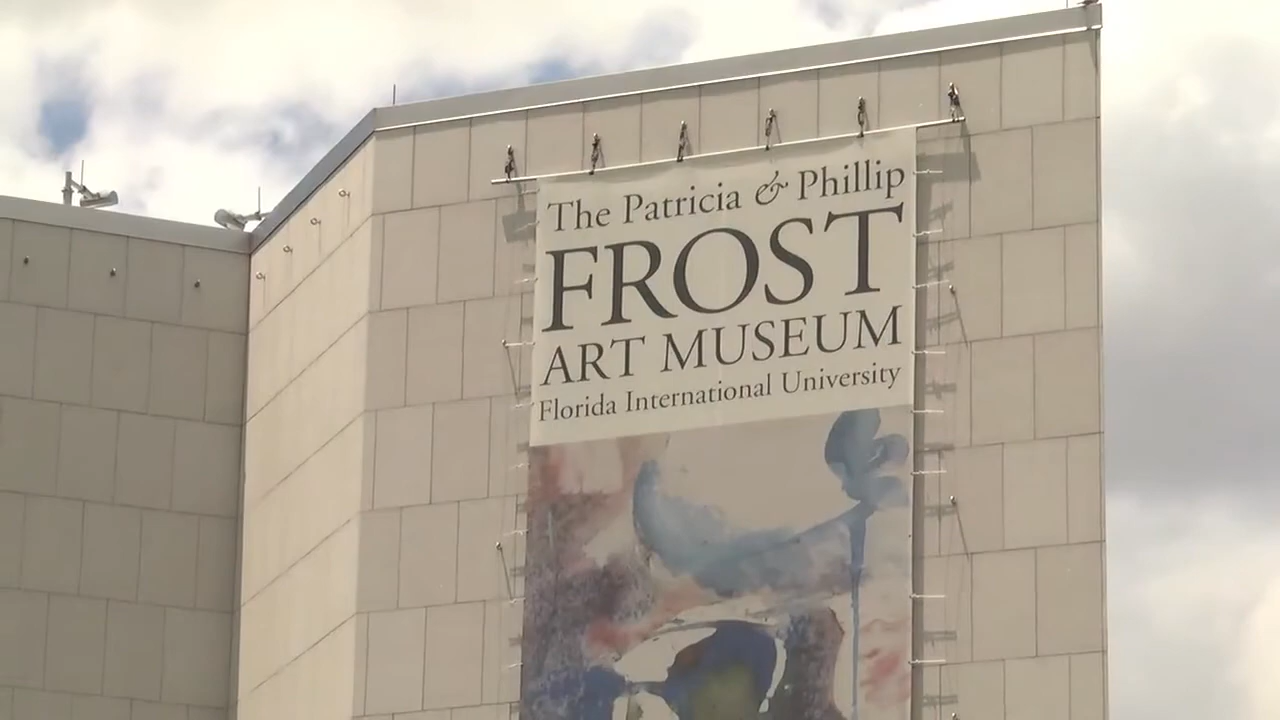 The Patricia & Phillip
FROST
ART MUSEUM
Florida International University